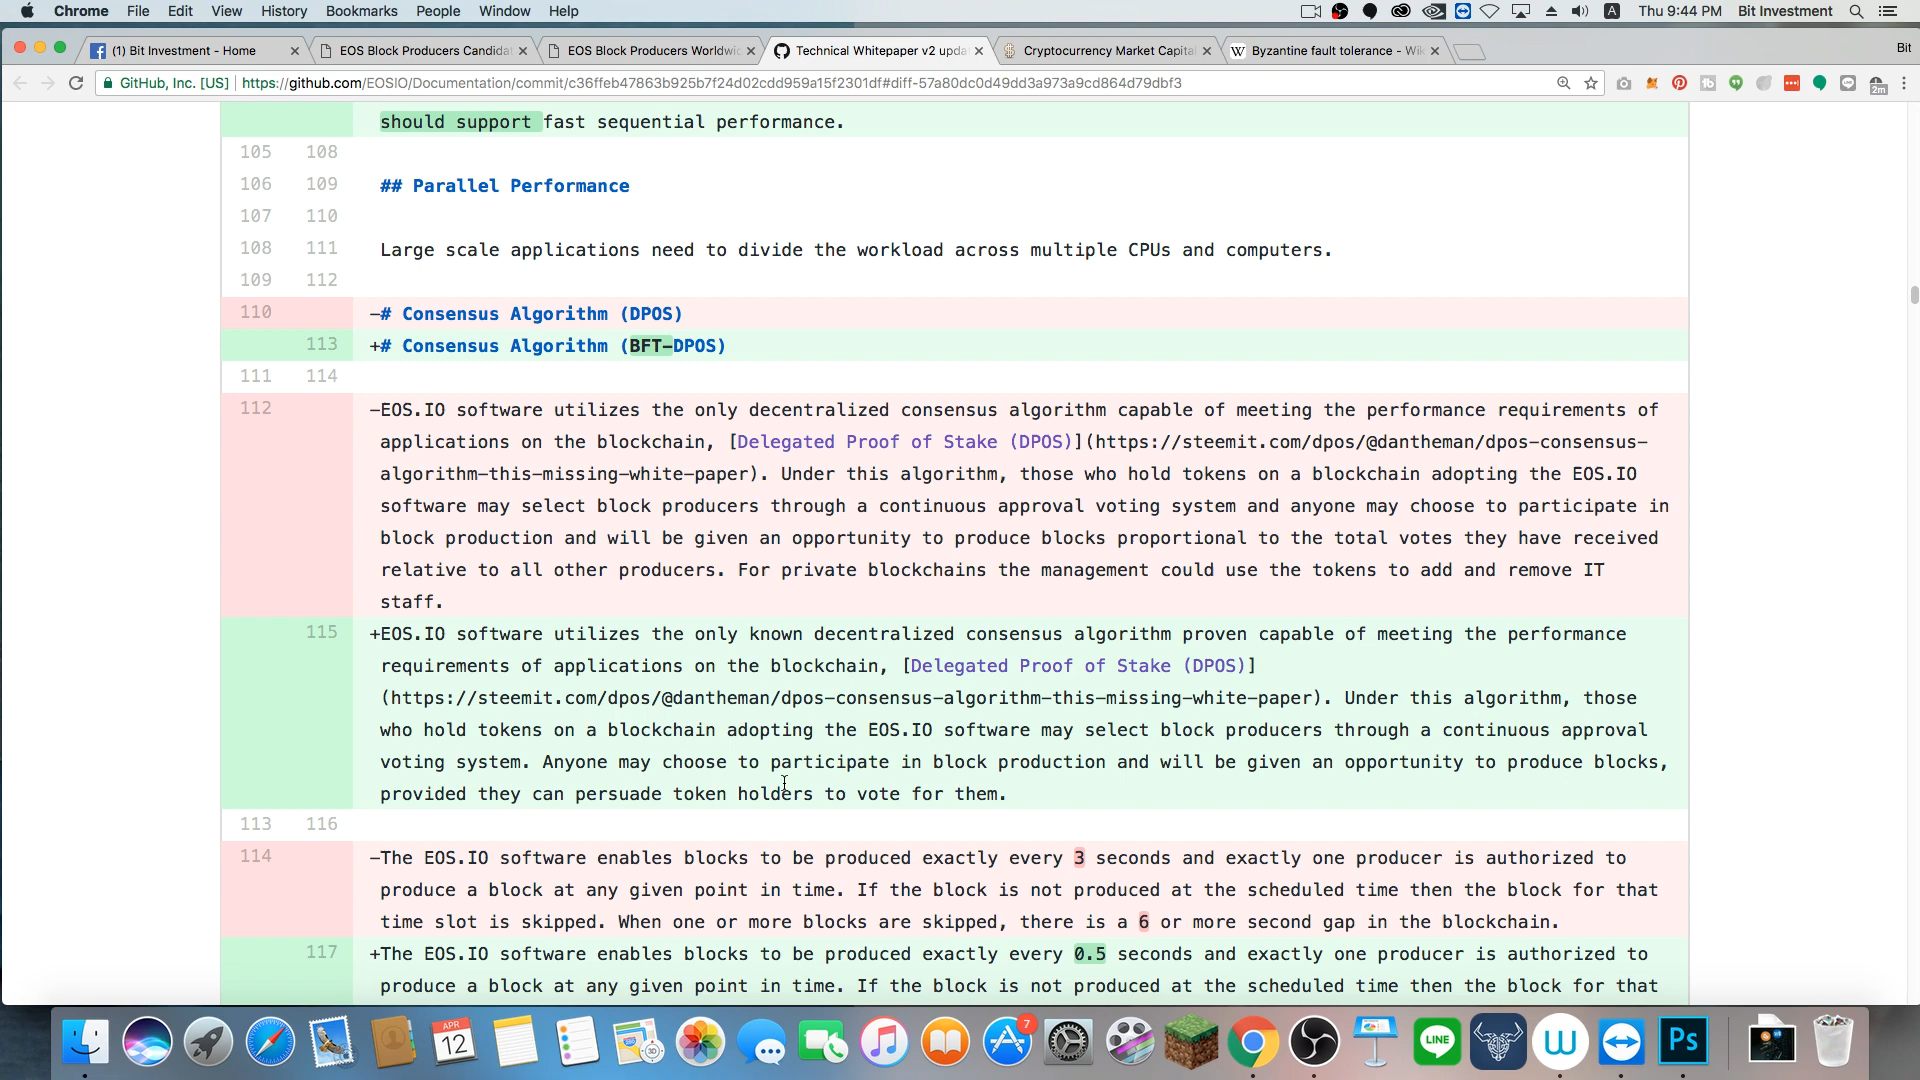 Chrome File Edit View History Bookmarks People Window Help Thu 9:44 PM Bit Investment
(1) Bit Investment - Home EOS Block Producers Candidat EOS Block Producers Worldwid Technical Whitepaper v2 upda Cryptocurrency Market Capital Byzantine fault tolerance - Wik Bit
GitHub, Inc. [US] https://github.com/EOSIO/Documentation/commit/c36ffeb47863b925b7f24d02cdd959a15f2301df#diff-57a80dc0d49dd3a973a9cd864d79dbf3
should support fast sequential performance.
105 108
106 109 ## Parallel Performance
107 110
108 111 Large scale applications need to divide the workload across multiple CPUs and computers.
109 112
110 -# Consensus Algorithm (DPOS)
113 +# Consensus Algorithm (BFT-DPOS)
111 114
112 -EOS.IO software utilizes the only decentralized consensus algorithm capable of meeting the performance requirements of
applications on the blockchain, [Delegated Proof of Stake (DPOS)](https://steemit.com/dpos/@dantheman/dpos-consensus-
algorithm-this-missing-white-paper). Under this algorithm, those who hold tokens on a blockchain adopting the EOS.IO
software may select block producers through a continuous approval voting system and anyone may choose to participate in
block production and will be given an opportunity to produce blocks proportional to the total votes they have received
relative to all other producers. For private blockchains the management could use the tokens to add and remove IT
staff.
115 +EOS.IO software utilizes the only known decentralized consensus algorithm proven capable of meeting the performance
requirements of applications on the blockchain, [Delegated Proof of Stake (DPOS)]
(https://steemit.com/dpos/@dantheman/dpos-consensus-algorithm-this-missing-white-paper). Under this algorithm, those
who hold tokens on a blockchain adopting the EOS.IO software may select block producers through a continuous approval
voting system. Anyone may choose to participate in block production and will be given an opportunity to produce blocks,
provided they can persuade token holders to vote for them.
113 116
114 -The EOS.IO software enables blocks to be produced exactly every 3 seconds and exactly one producer is authorized to
produce a block at any given point in time. If the block is not produced at the scheduled time then the block for that
time slot is skipped. When one or more blocks are skipped, there is a 6 or more second gap in the blockchain.
117 +The EOS.IO software enables blocks to be produced exactly every 0.5 seconds and exactly one producer is authorized to
produce a block at any given point in time. If the block is not produced at the scheduled time then the block for that
APR
12
3D
7
LINE
W
Ps